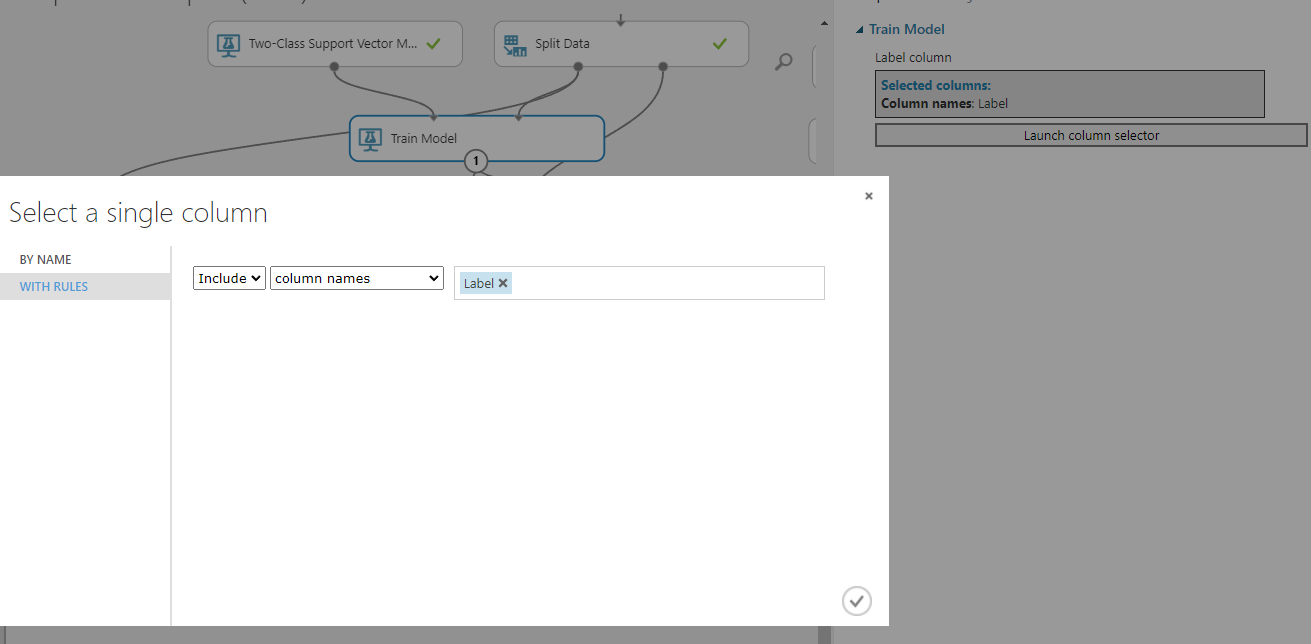 Two-Class Support Vector M...
Split Data
Train Model
1
Train Model
Label column
Selected columns:
Column names: Label
Launch column selector
Select a single column
BY NAME
WITH RULES
Include
column names
Label